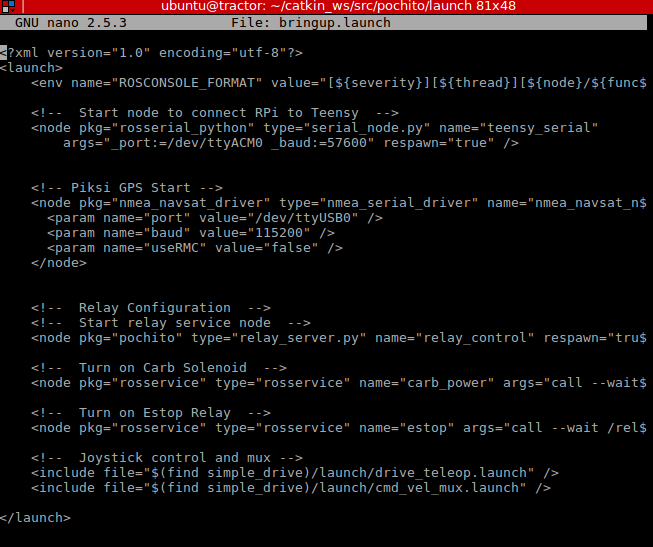 ubuntu@tractor: ~/catkin_ws/src/pochito/launch 81x48
GNU nano 2.5.3 File: bringup.launch
<?xml version="1.0" encoding="utf-8"?>
<launch>
<env name="ROSCONSOLE_FORMAT" value="[${severity}][${thread}][${node}/${func$
<!-- Start node to connect RPi to Teensy -->
<node pkg="rosserial_python" type="serial_node.py" name="teensy_serial"
args="_port:=/dev/ttyACM0 _baud:=57600" respawn="true" />
<!-- Piksi GPS Start -->
<node pkg="nmea_navsat_driver" type="nmea_serial_driver" name="nmea_navsat_n$
<param name="port" value="/dev/ttyUSB0" />
<param name="baud" value="115200" />
<param name="useRMC" value="false" />
</node>
<!-- Relay Configuration -->
<!-- Start relay service node -->
<node pkg="pochito" type="relay_server.py" name="relay_control" respawn="tru$
<!-- Turn on Carb Solenoid -->
<node pkg="rosservice" type="rosservice" name="carb_power" args="call --wait$
<!-- Turn on Estop Relay -->
<node pkg="rosservice" type="rosservice" name="estop" args="call --wait /rel$
<!-- Joystick control and mux -->
<include file="$(find simple_drive)/launch/drive_teleop.launch" />
<include file="$(find simple_drive)/launch/cmd_vel_mux.launch" />
</launch>